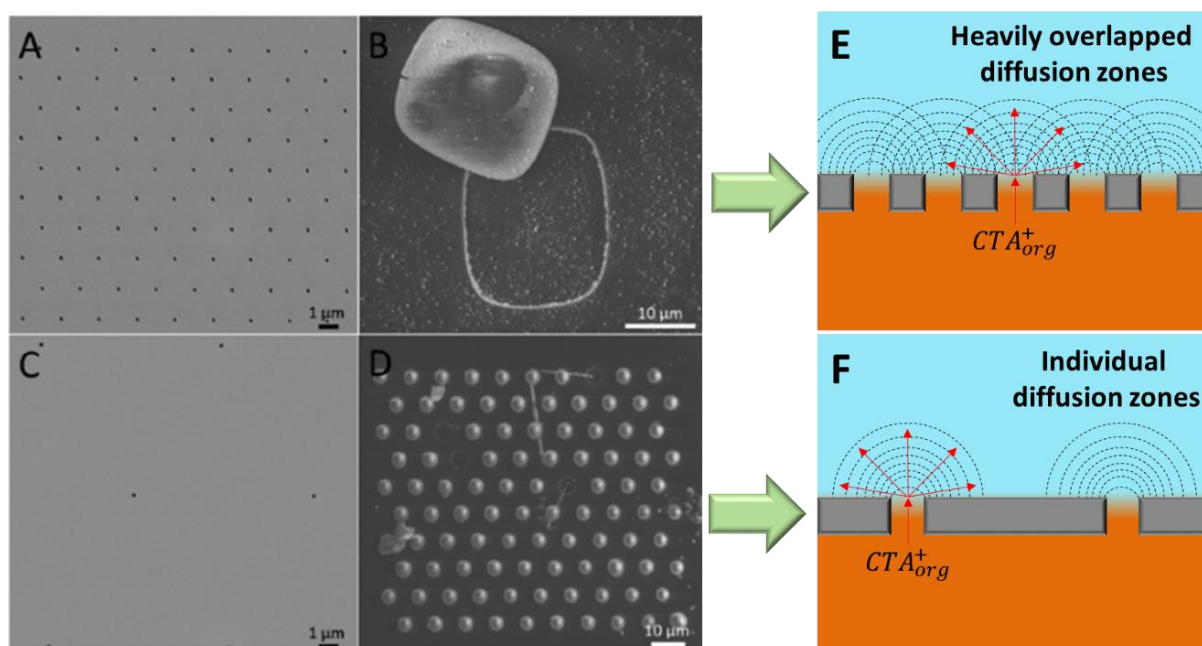 A
1 μm
B
10 μm
E
Heavily overlapped
diffusion zones
CTA⁺org
C
1 μm
D
10 μm
F
Individual
diffusion zones
CTA⁺org